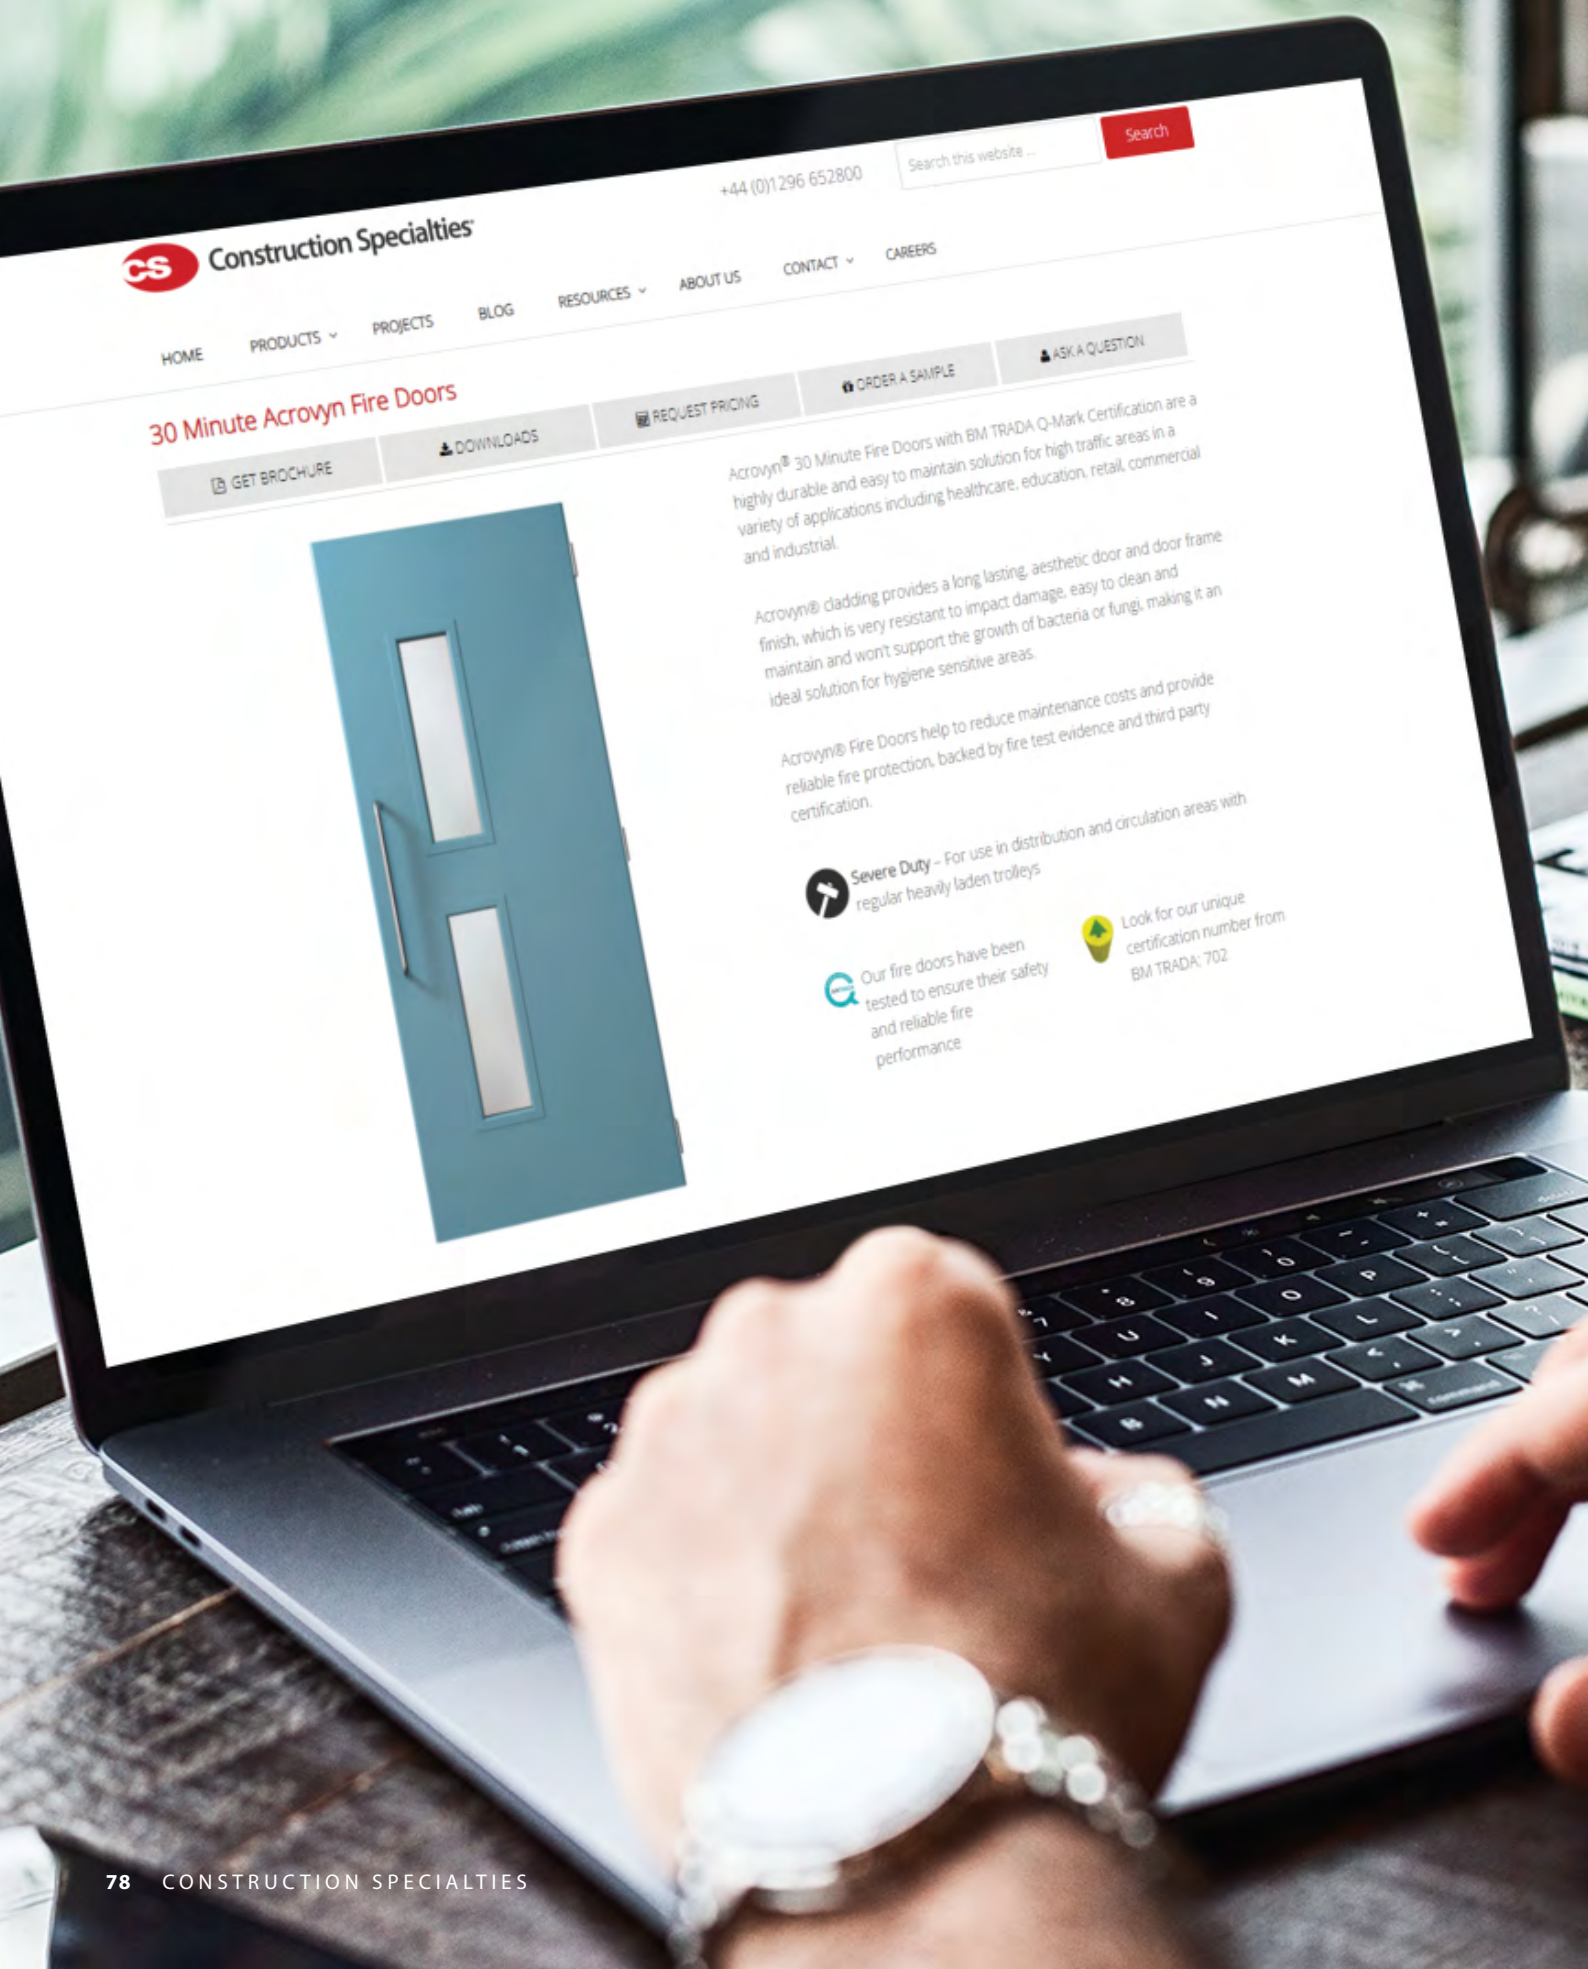 +44 (0)1296 652800
Search this website ...
Search
CS Construction Specialties
HOME
PRODUCTS
PROJECTS
BLOG
RESOURCES
ABOUT US
CONTACT
CAREERS
30 Minute Acrovyn Fire Doors
GET BROCHURE
DOWNLOADS
REQUEST PRICING
ORDER A SAMPLE
ASK A QUESTION
Acrovyn® 30 Minute Fire Doors with BM TRADA Q-Mark Certification are a
highly durable and easy to maintain solution for high traffic areas in a
variety of applications including healthcare, education, retail, commercial
and industrial.
Acrovyn® cladding provides a long lasting, aesthetic door and door frame
finish, which is very resistant to impact damage, easy to clean and
maintain and won't support the growth of bacteria or fungi, making it an
ideal solution for hygiene sensitive areas.
Acrovyn® Fire Doors help to reduce maintenance costs and provide
reliable fire protection, backed by fire test evidence and third party
certification.
Severe Duty – For use in distribution and circulation areas with
regular heavily laden trolleys
Our fire doors have been
tested to ensure their safety
and reliable fire
performance
Look for our unique
certification number from
BM TRADA: 702
7 8 9 0
Y U I O P
H J K L
B N M
command
tab
78 CONSTRUCTION SPECIALTIES